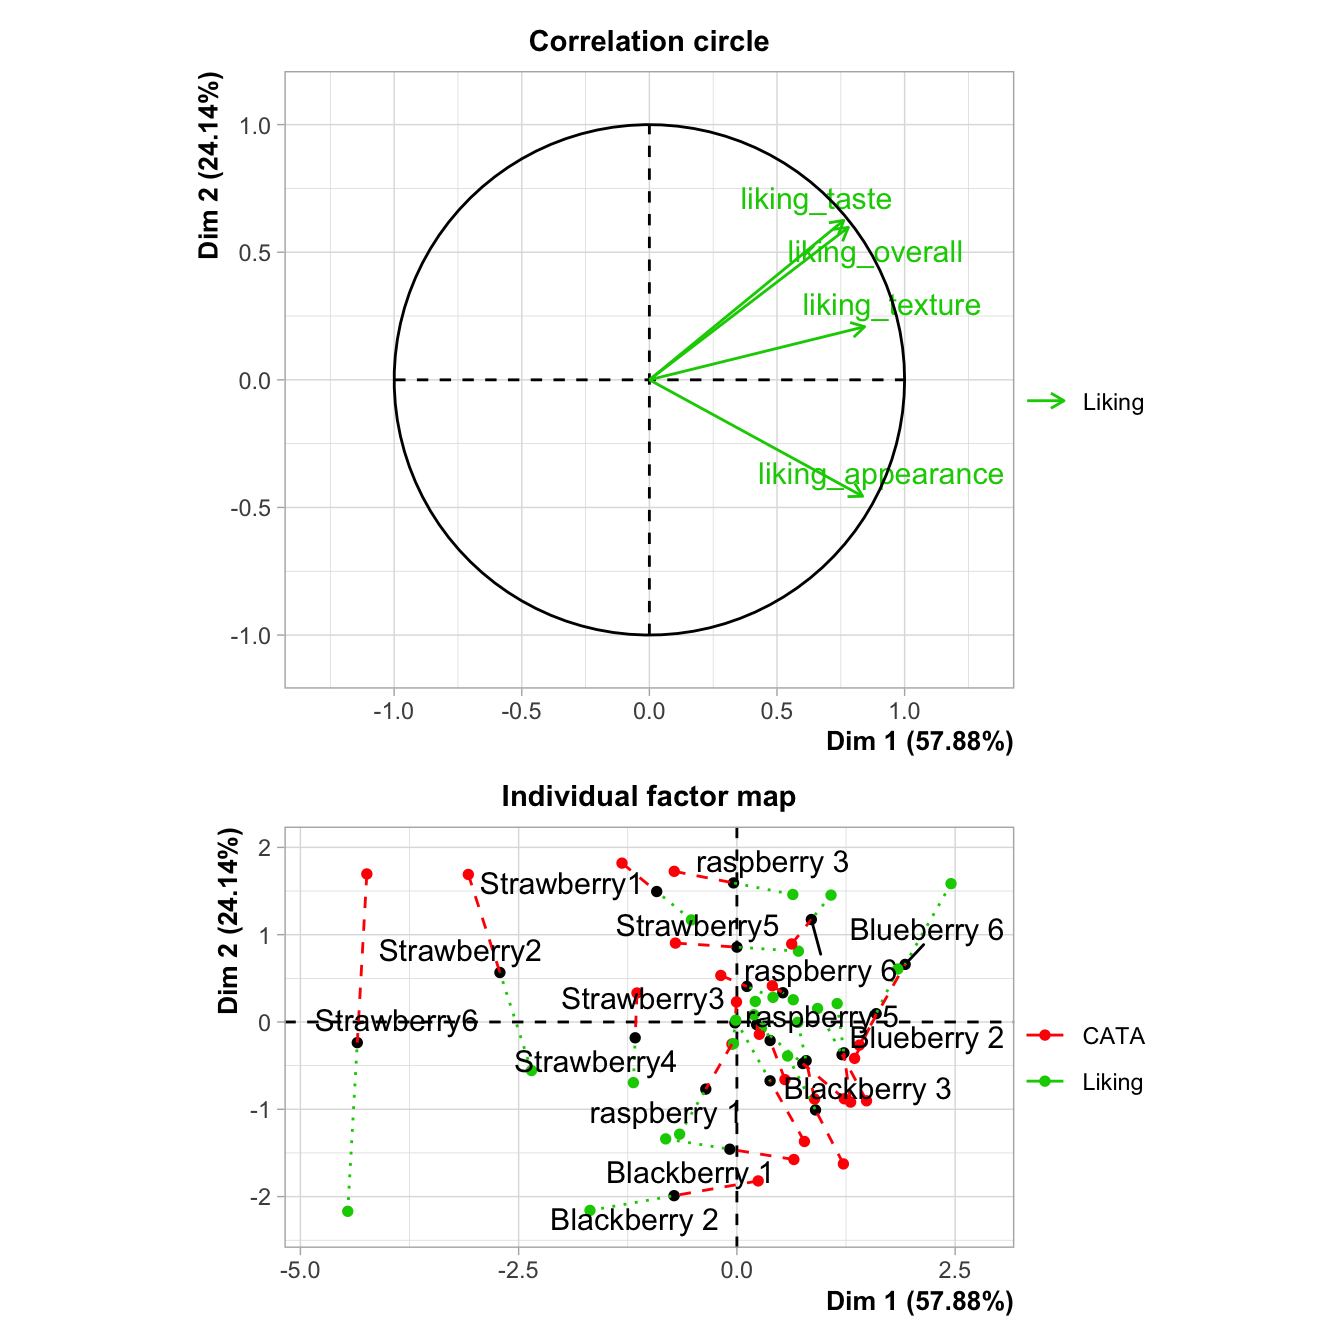 Correlation circle
Dim 2 (24.14%)
1.0
0.5
0.0
-0.5
-1.0
liking_taste
liking_overall
liking_texture
liking_appearance
Liking
-1.0
-0.5
0.0
0.5
1.0
Dim 1 (57.88%)
Individual factor map
Dim 2 (24.14%)
2
1
0
-1
-2
raspberry 3
Strawberry1
Strawberry5
Blueberry 6
Strawberry2
raspberry 6
Strawberry3
raspberry 5
Strawberry6
Blueberry 2
Strawberry4
Blackberry 3
raspberry 1
Blackberry 1
Blackberry 2
CATA
Liking
-5.0
-2.5
0.0
2.5
Dim 1 (57.88%)